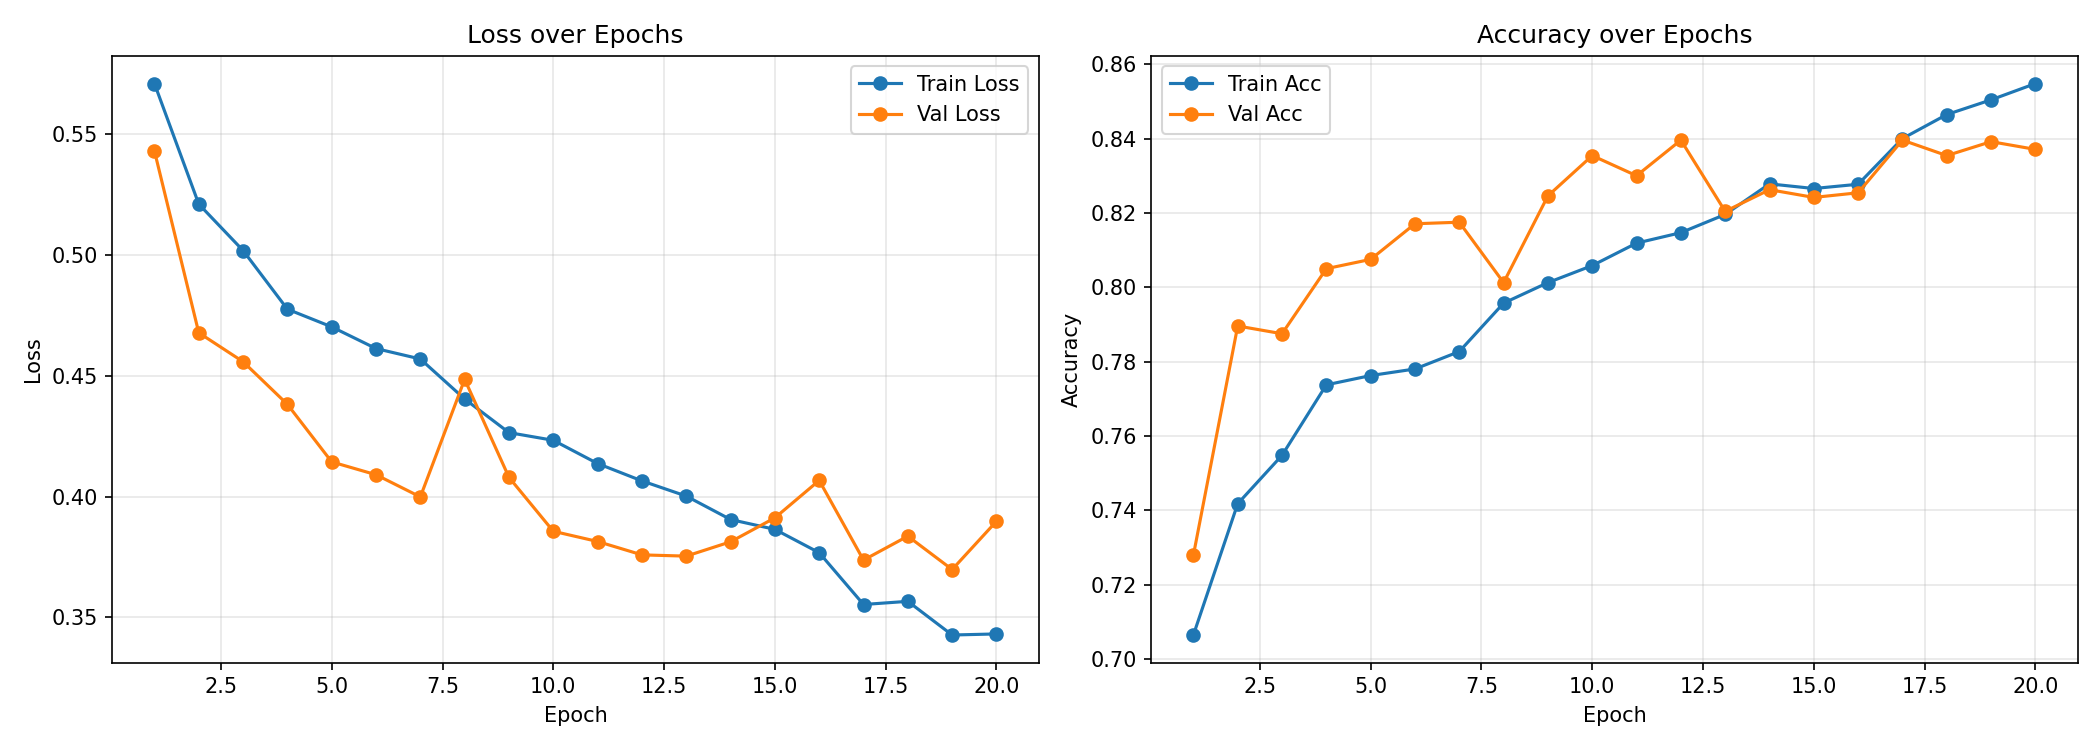 Loss over Epochs
Train Loss
Val Loss
0.55
0.50
0.45
0.40
0.35
Loss
2.5 5.0 7.5 10.0 12.5 15.0 17.5 20.0
Epoch
Accuracy over Epochs
Train Acc
Val Acc
0.86
0.84
0.82
0.80
0.78
0.76
0.74
0.72
0.70
Accuracy
2.5 5.0 7.5 10.0 12.5 15.0 17.5 20.0
Epoch